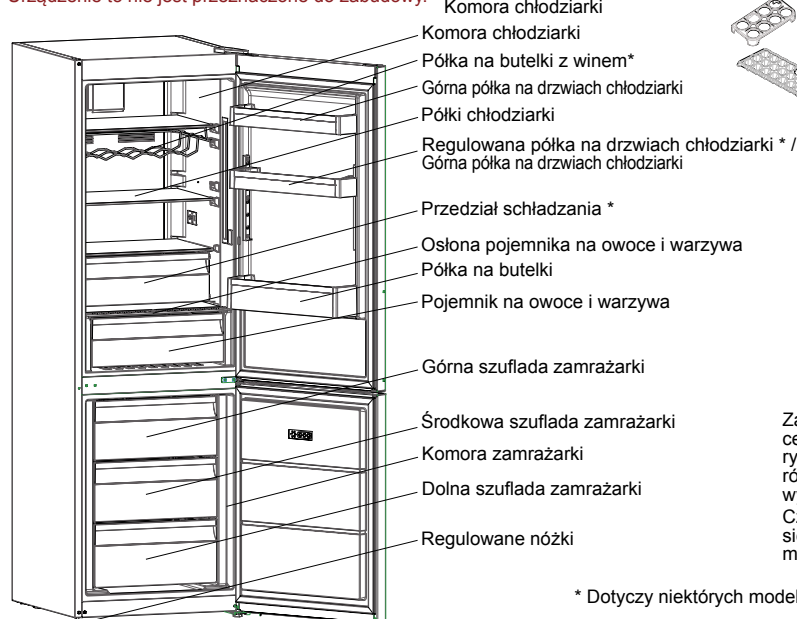 Urządzenie to nie jest przeznaczone do zabudowy.
Komora chłodziarki
Komora chłodziarki
Półka na butelki z winem*
Górna półka na drzwiach chłodziarki
Półki chłodziarki
Regulowana półka na drzwiach chłodziarki * /
Górna półka na drzwiach chłodziarki
Przedział schładzania *
Osłona pojemnika na owoce i warzywa
Półka na butelki
Pojemnik na owoce i warzywa
Górna szuflada zamrażarki
Środkowa szuflada zamrażarki
Komora zamrażarki
Dolna szuflada zamrażarki
Regulowane nóżki
* Dotyczy niektórych model